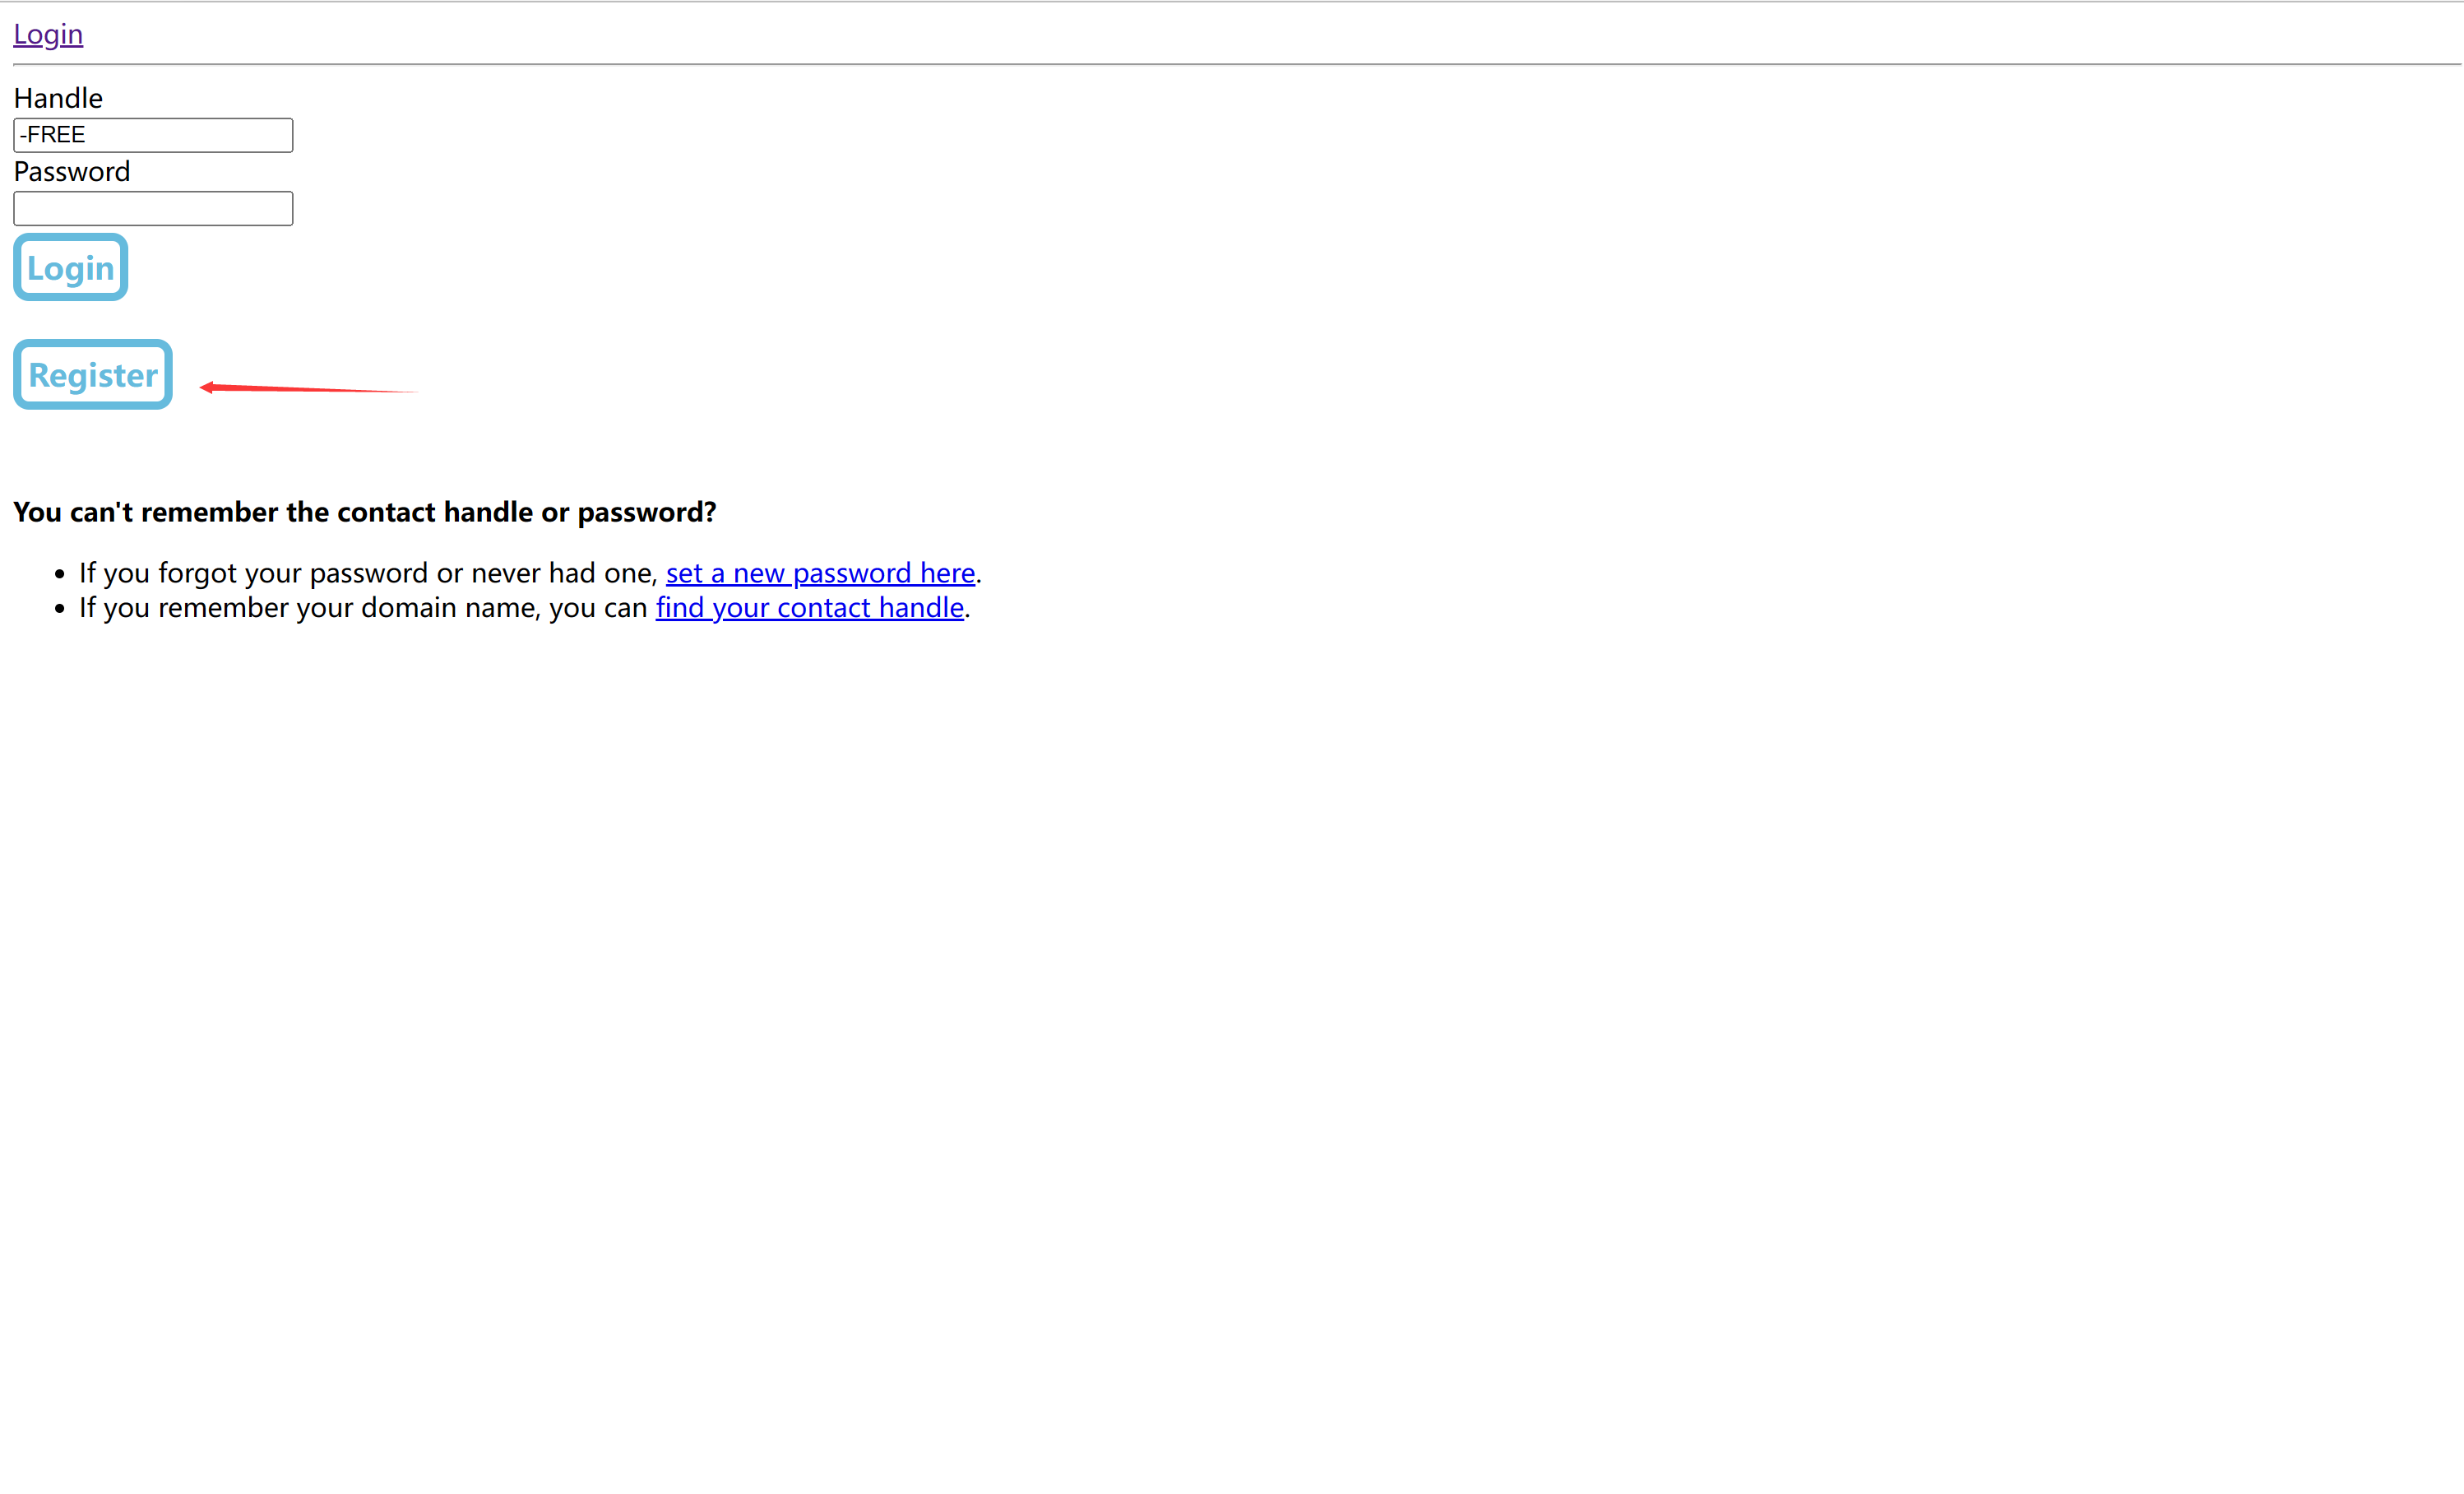 Login
Handle
-FREE
Password
Login
Register
You can't remember the contact handle or password?
If you forgot your password or never had one, set a new password here.
If you remember your domain name, you can find your contact handle.